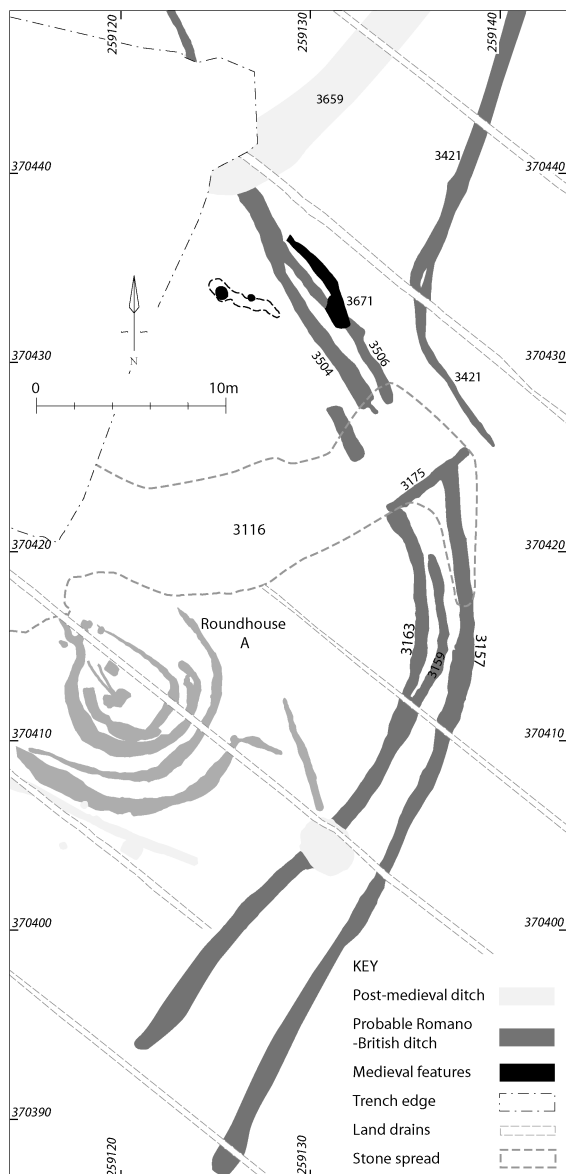 259120
259130
259140
3659
370440
370440
3421
3671
370430
370430
3504
3506
3421
N
0
10m
3175
370420
3116
370420
Roundhouse
A
3163
3159
3157
370410
370410
370400
370400
KEY
Post-medieval ditch
Probable Romano
-British ditch
Medieval features
Trench edge
Land drains
Stone spread
370390
259120
259130